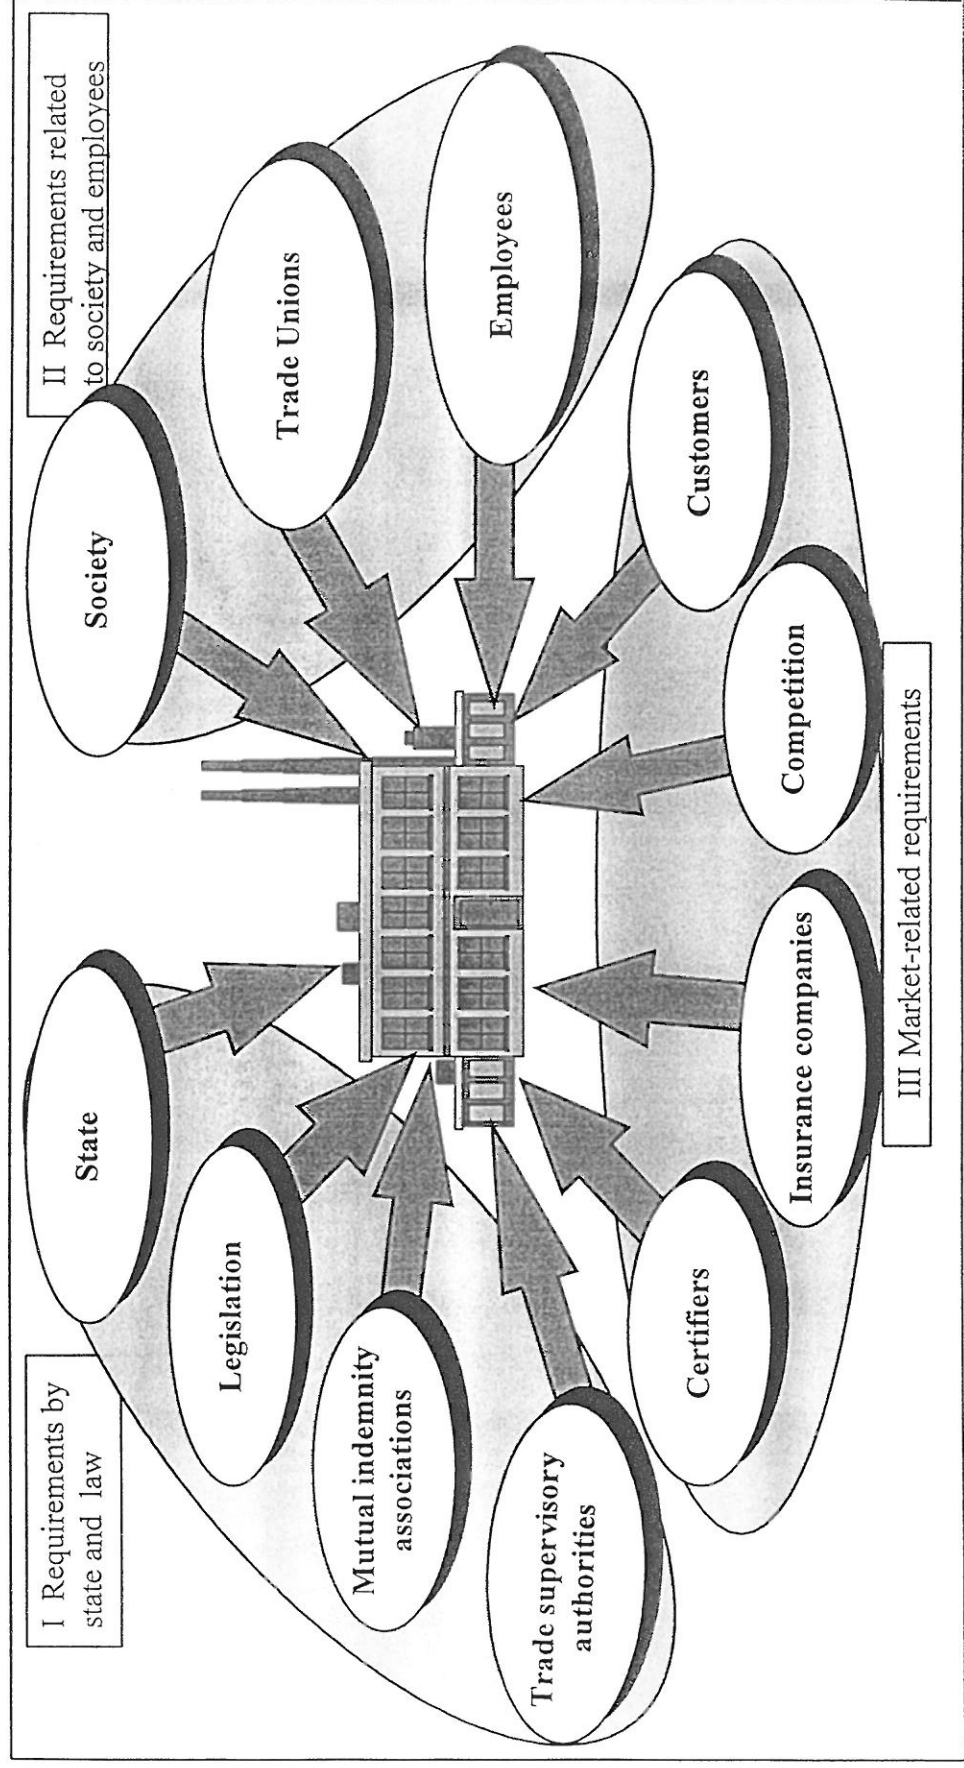 I Requirements by
state and law
State
Legislation
Mutual indemnity
associations
Trade supervisory
authorities
II Requirements related
to society and employees
Society
Trade Unions
Employees
Customers
Competition
Insurance companies
Certifiers
III Market-related requirements